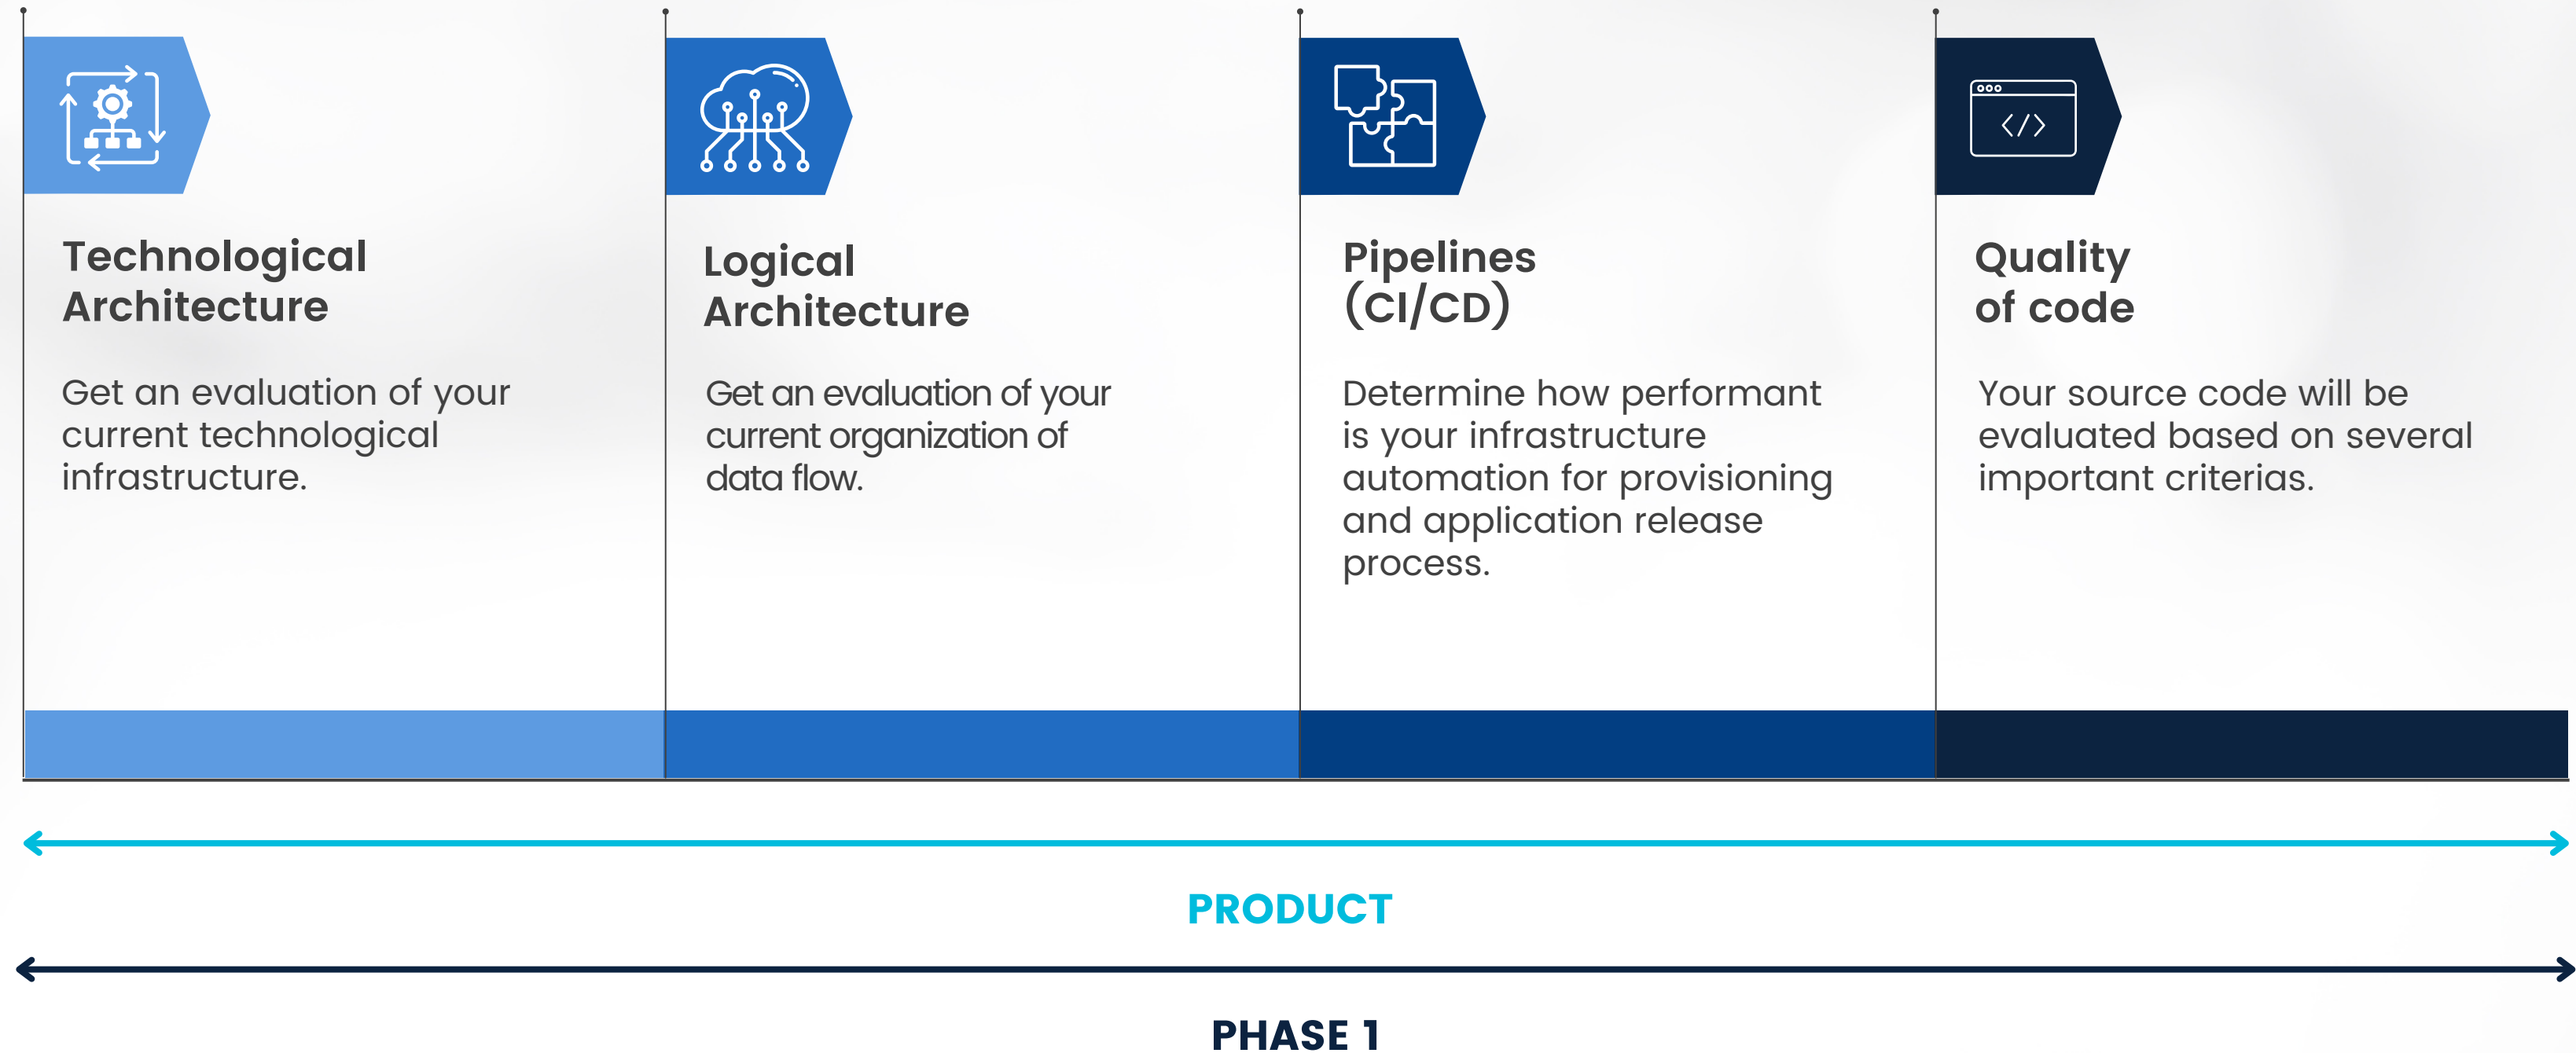 Technological
Architecture
Get an evaluation of your
current technological
infrastructure.
Logical
Architecture
Get an evaluation of your
current organization of
data flow.
Pipelines
(CI/CD)
Determine how performant
is your infrastructure
automation for provisioning
and application release
process.
Quality
of code
Your source code will be
evaluated based on several
important criterias.
PRODUCT
PHASE 1